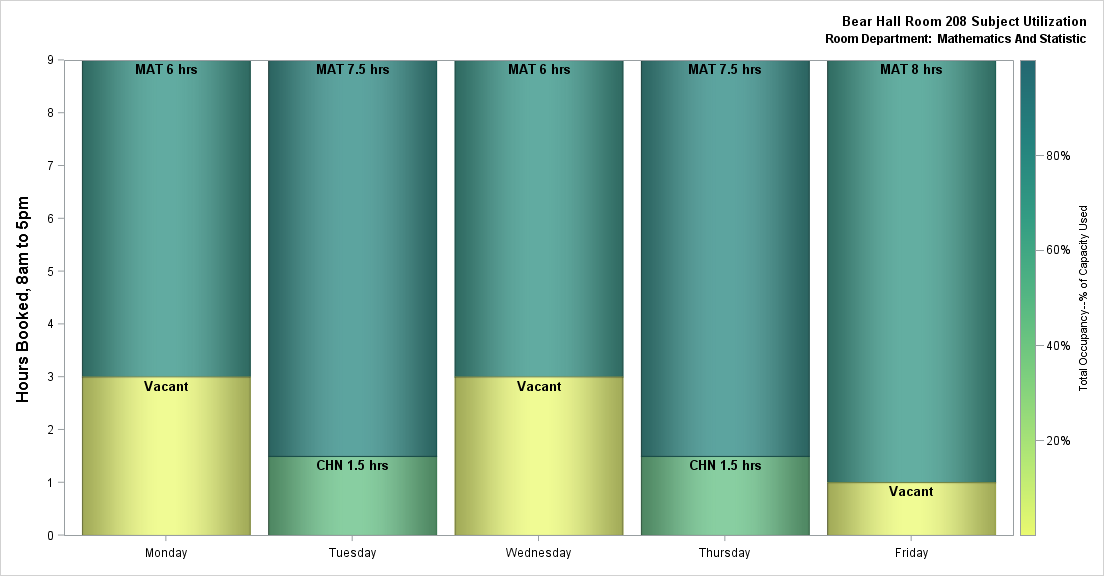 Bear Hall Room 208 Subject Utilization
Room Department: Mathematics And Statistic
Hours Booked, 8am to 5pm
9
8
7
6
5
4
3
2
1
0
MAT 6 hrs
Vacant
MAT 7.5 hrs
CHN 1.5 hrs
MAT 6 hrs
Vacant
MAT 7.5 hrs
CHN 1.5 hrs
MAT 8 hrs
Vacant
Monday
Tuesday
Wednesday
Thursday
Friday
80%
60%
40%
20%
Total Occupancy--% of Capacity Used